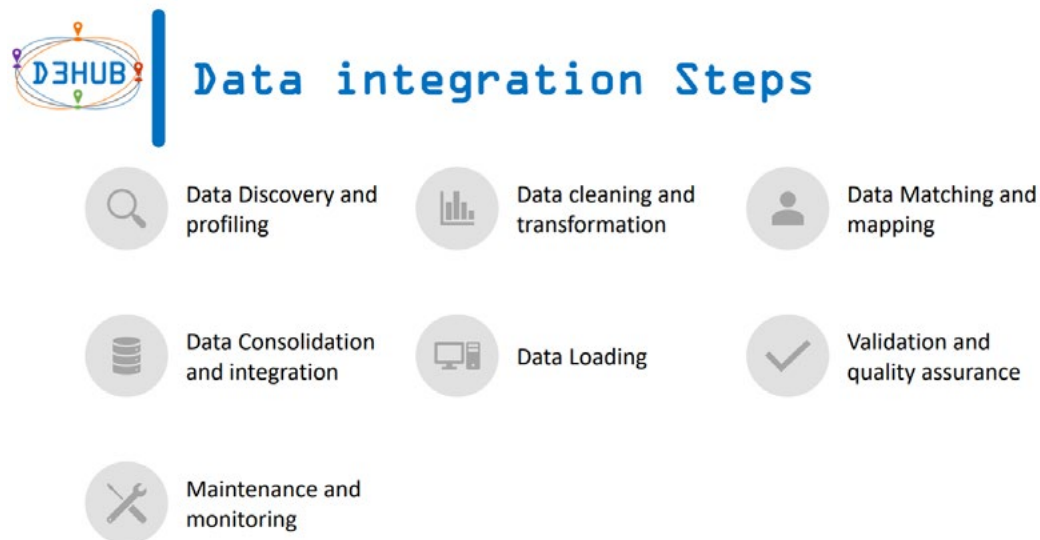 D3HUB
Data integration Steps
Data Discovery and
profiling
Data cleaning and
transformation
Data Matching and
mapping
Data Consolidation
and integration
Data Loading
Validation and
quality assurance
Maintenance and
monitoring